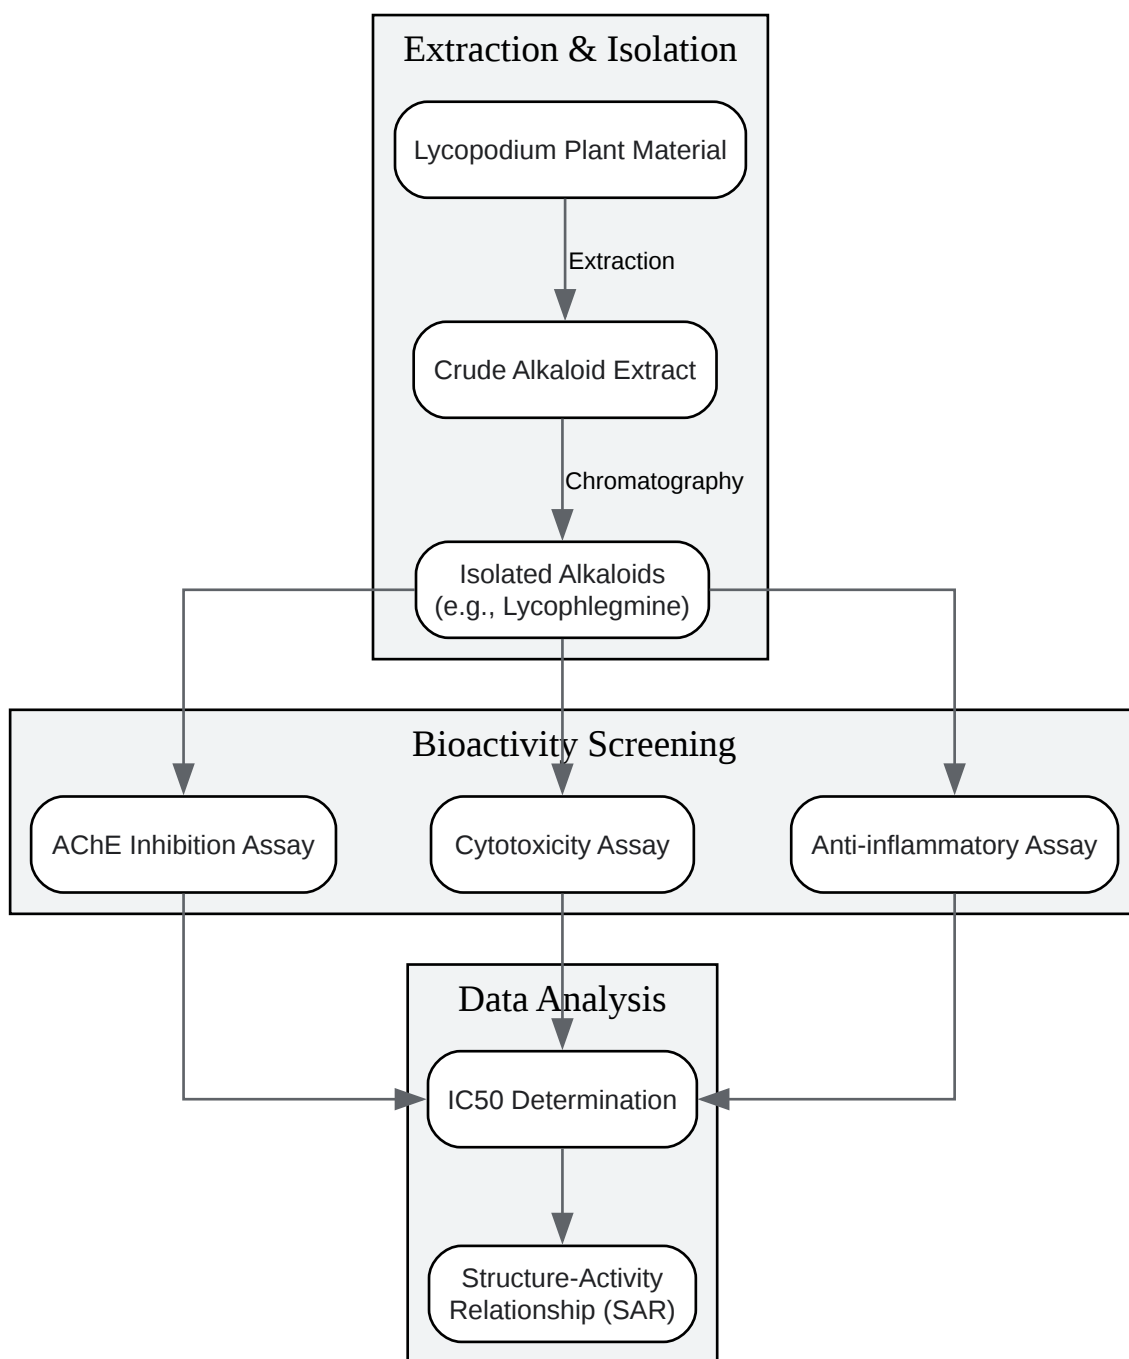 Extraction & Isolation
Lycopodium Plant Material
Extraction
Crude Alkaloid Extract
Chromatography
Isolated Alkaloids
(e.g., Lycophlegmine)
Bioactivity Screening
AChE Inhibition Assay
Cytotoxicity Assay
Anti-inflammatory Assay
Data Analysis
IC50 Determination
Structure-Activity
Relationship (SAR)